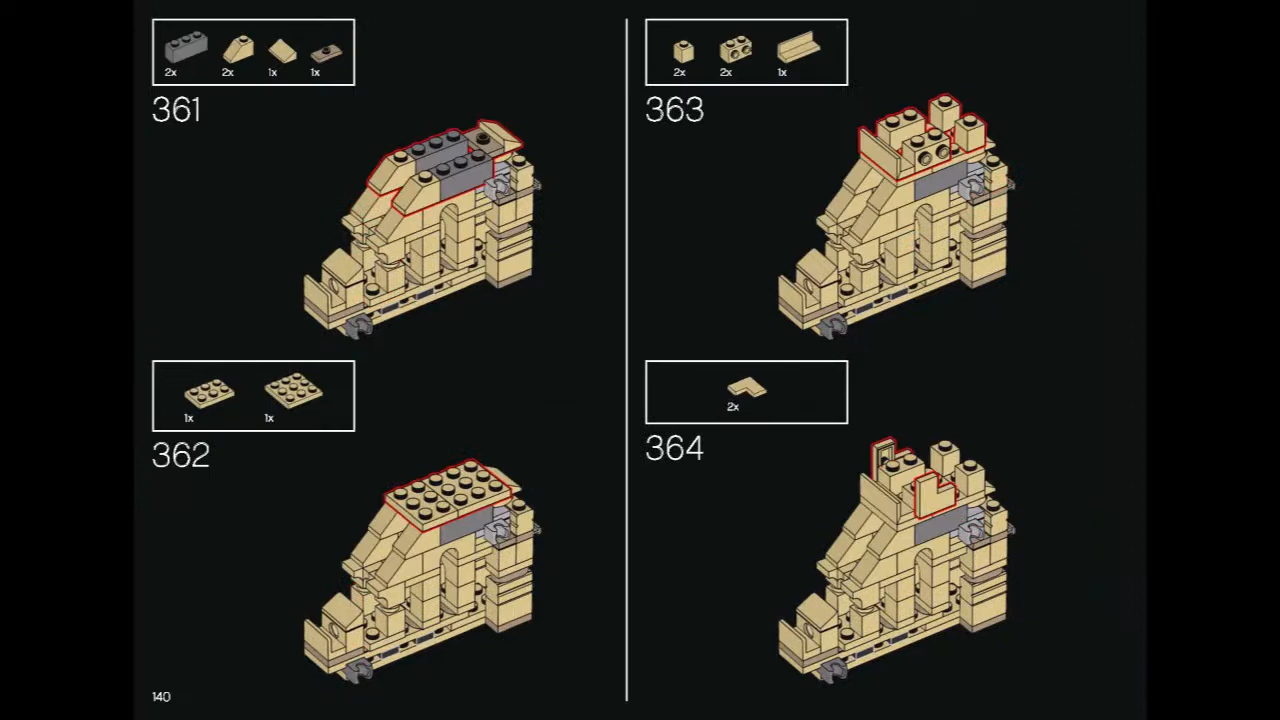 2x 2x 1x 1x
361
1x 1x
362
140
2x 2x 1x
363
2x
364